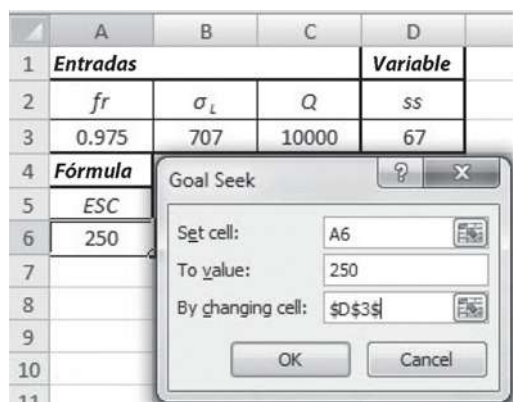 A B C D
1 Entradas Variable
2 fr σL Q ss
3 0.975 707 10000 67
4 Fórmula
5 ESC
6 250
7
8
9
10
11
Goal Seek
?
Set cell: A6
To value: 250
By changing cell: $D$3$
OK Cancel